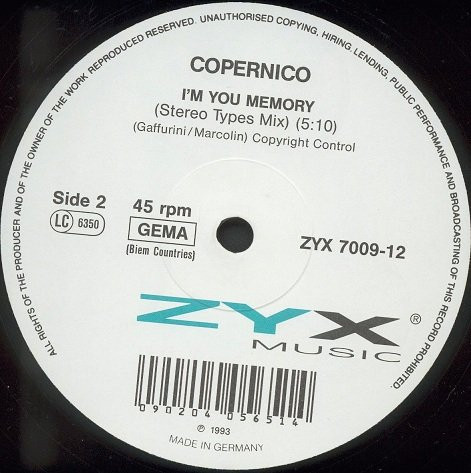 ALL RIGHTS OF THE PRODUCER AND OF THE OWNER OF THE WORK REPRODUCED RESERVED. UNAUTHORISED COPYING, HIRING, LENDING, PUBLIC PERFORMANCE AND BROADCASTING OF THIS RECORD PROHIBITED.
COPERNICO
I'M YOU MEMORY
(Stereo Types Mix) (5:10)
(Gaffurini/Marcolin) Copyright Control
Side 2
45 rpm
LC 6350
GEMA
(Biem Countries)
ZYX 7009-12
ZYX ®
MUSIC
090204 056514
℗ 1993
MADE IN GERMANY